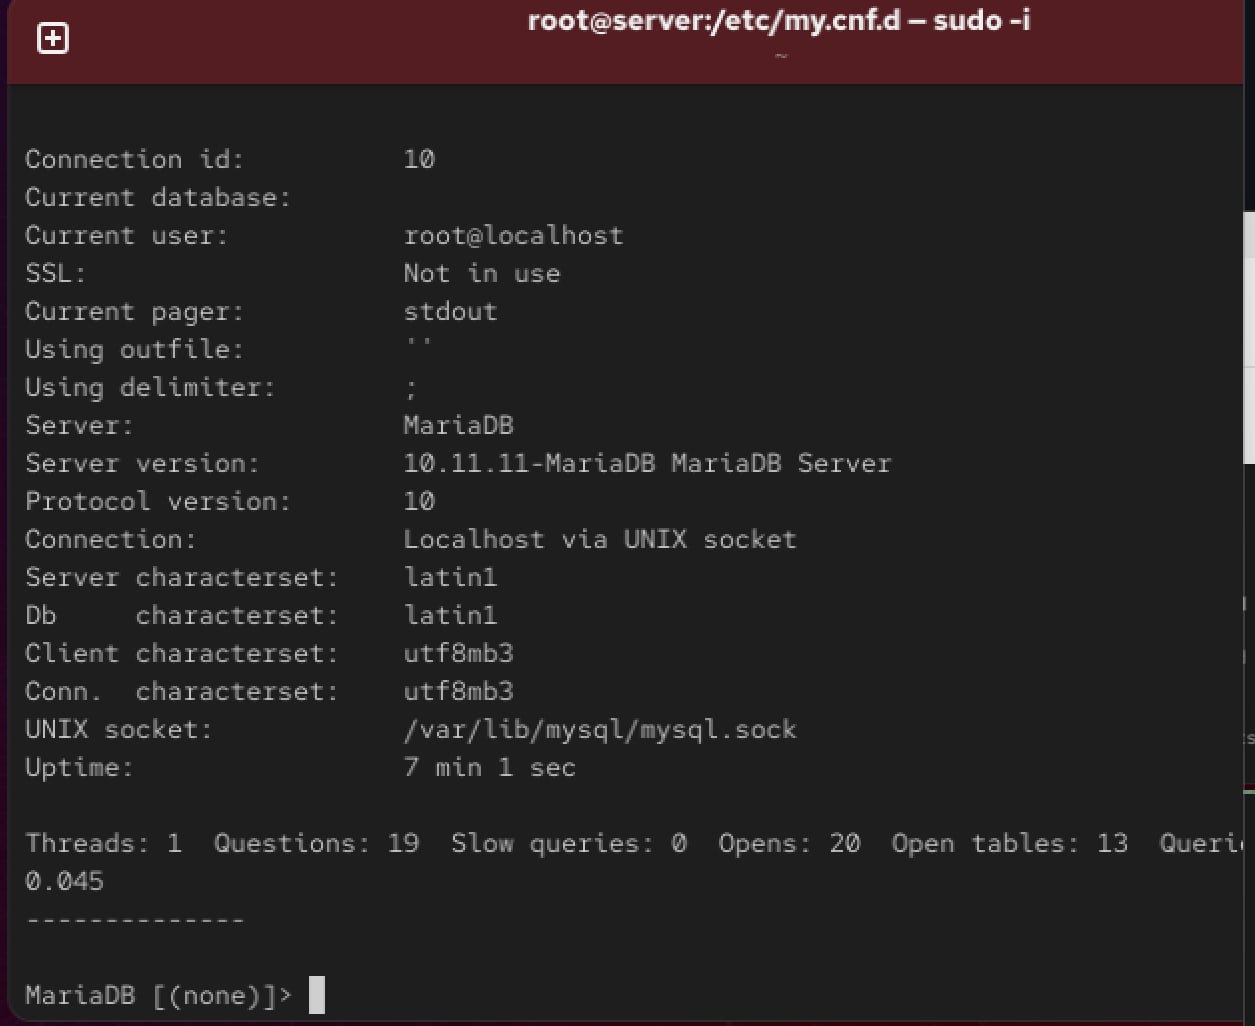 root@server:/etc/my.cnf.d — sudo -i
~
Connection id: 10
Current database:
Current user: root@localhost
SSL: Not in use
Current pager: stdout
Using outfile: ''
Using delimiter: ;
Server: MariaDB
Server version: 10.11.11-MariaDB MariaDB Server
Protocol version: 10
Connection: Localhost via UNIX socket
Server characterset: latin1
Db     characterset: latin1
Client characterset: utf8mb3
Conn.  characterset: utf8mb3
UNIX socket: /var/lib/mysql/mysql.sock
Uptime: 7 min 1 sec
Threads: 1  Questions: 19  Slow queries: 0  Opens: 20  Open tables: 13
0.045
--------------
MariaDB [(none)]>